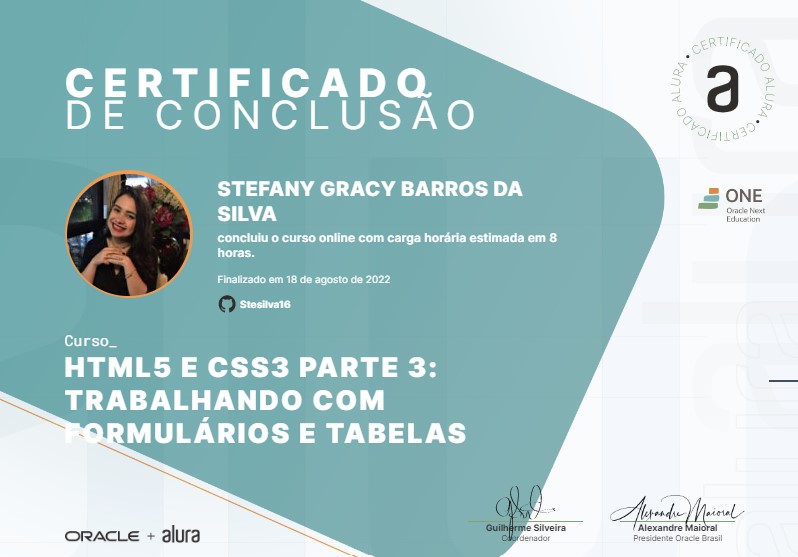 CERTIFICADO
DE CONCLUSÃO
CERTIFICADO ALURA • CERTIFICADO ALURA •
a
ONE
Oracle Next
Education
STEFANY GRACY BARROS DA
SILVA
concluiu o curso online com carga horária estimada em 8
horas.
Finalizado em 18 de agosto de 2022
Stesilva16
Curso_
HTML5 E CSS3 PARTE 3:
TRABALHANDO COM
FORMULÁRIOS E TABELAS
Alexandre Maioral
Guilherme Silveira
Coordenador
Alexandre Maioral
Presidente Oracle Brasil
ORACLE + alura